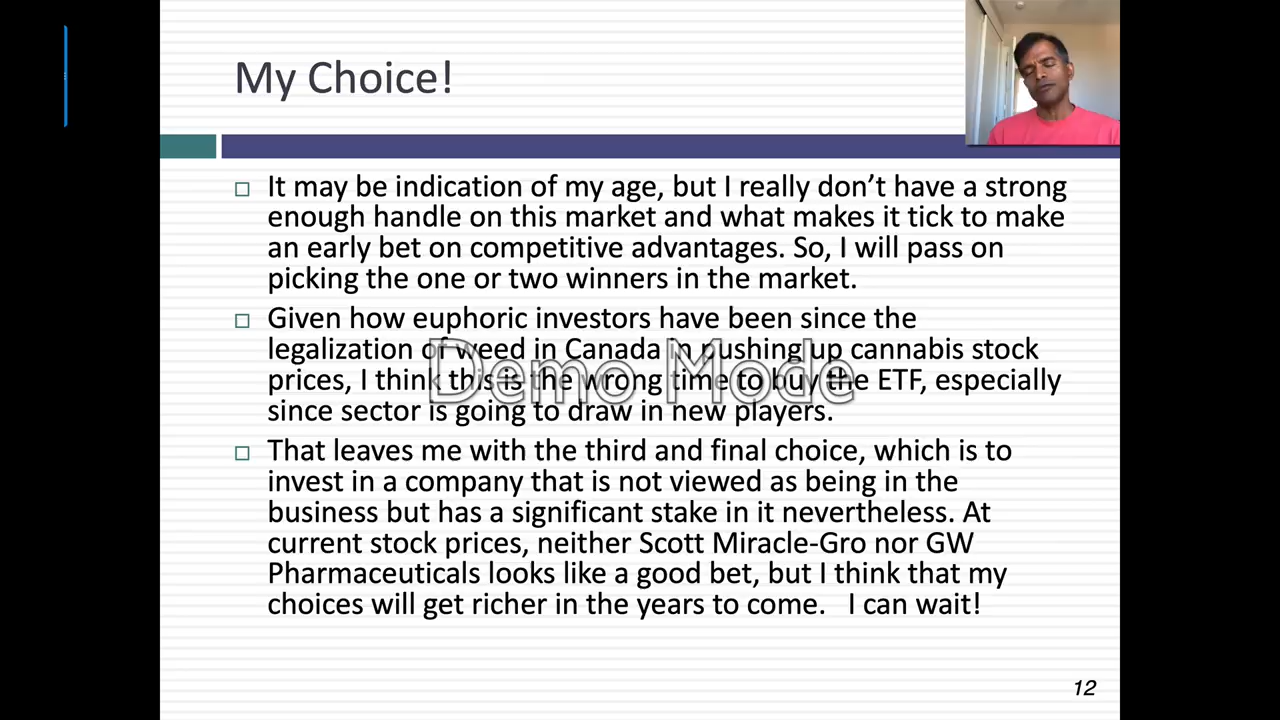 My Choice!
It may be indication of my age, but I really don’t have a strong
enough handle on this market and what makes it tick to make
an early bet on competitive advantages. So, I will pass on
picking the one or two winners in the market.
Given how euphoric investors have been since the
legalization of weed in Canada in pushing up cannabis stock
prices, I think this is the wrong time to buy the ETF, especially
since sector is going to draw in new players.
Demo Mode
That leaves me with the third and final choice, which is to
invest in a company that is not viewed as being in the
business but has a significant stake in it nevertheless. At
current stock prices, neither Scott Miracle-Gro nor GW
Pharmaceuticals looks like a good bet, but I think that my
choices will get richer in the years to come. I can wait!
12